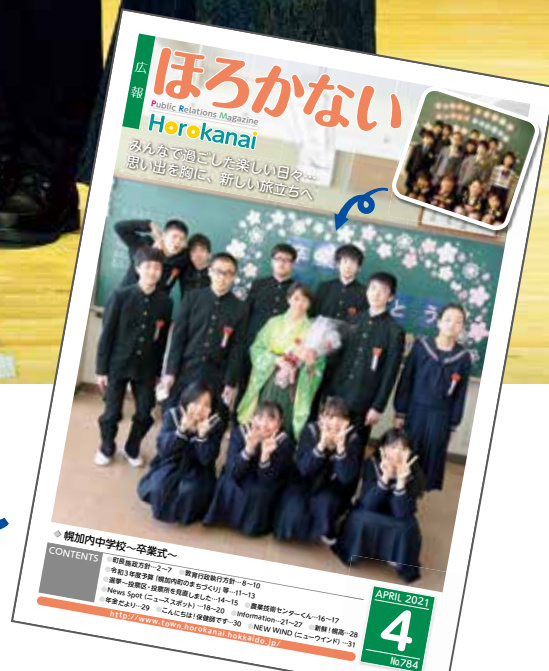 広報
ほろかない
Public Relations Magazine
Horokanai
みんなで過ごした楽しい日々…
思い出を胸に、新しい旅立ちへ
とう
◆ 幌加内中学校～卒業式～
CONTENTS
●町長施政方針…2～7 ●教育行政執行方針…8～10
●令和3年度予算「幌加内町のまちづくり」等…11～13
●選挙～投票区・投票所を見直しました…14～15 ●農業技術センターくん…16～17
●News Spot（ニューススポット）…18～20 ●Information…21～27 ●新鮮！幌高…28
●年金だより…29 ●こんにちは！保健師です…30 ●NEW WiND（ニューウインド）…31
http://www.town.horokanai.hokkaido.jp/
APRIL 2021
4
No.784